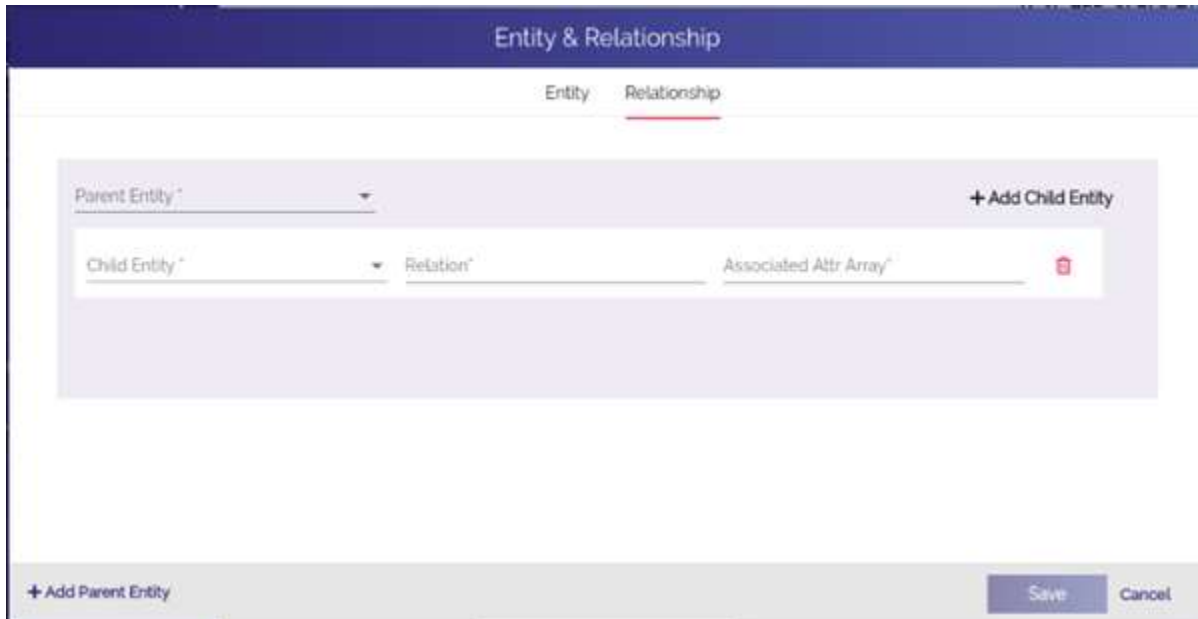 Entity & Relationship
Entity Relationship
Parent Entity *
+ Add Child Entity
Child Entity * Relation* Associated Attr Array*
+ Add Parent Entity
Save Cancel